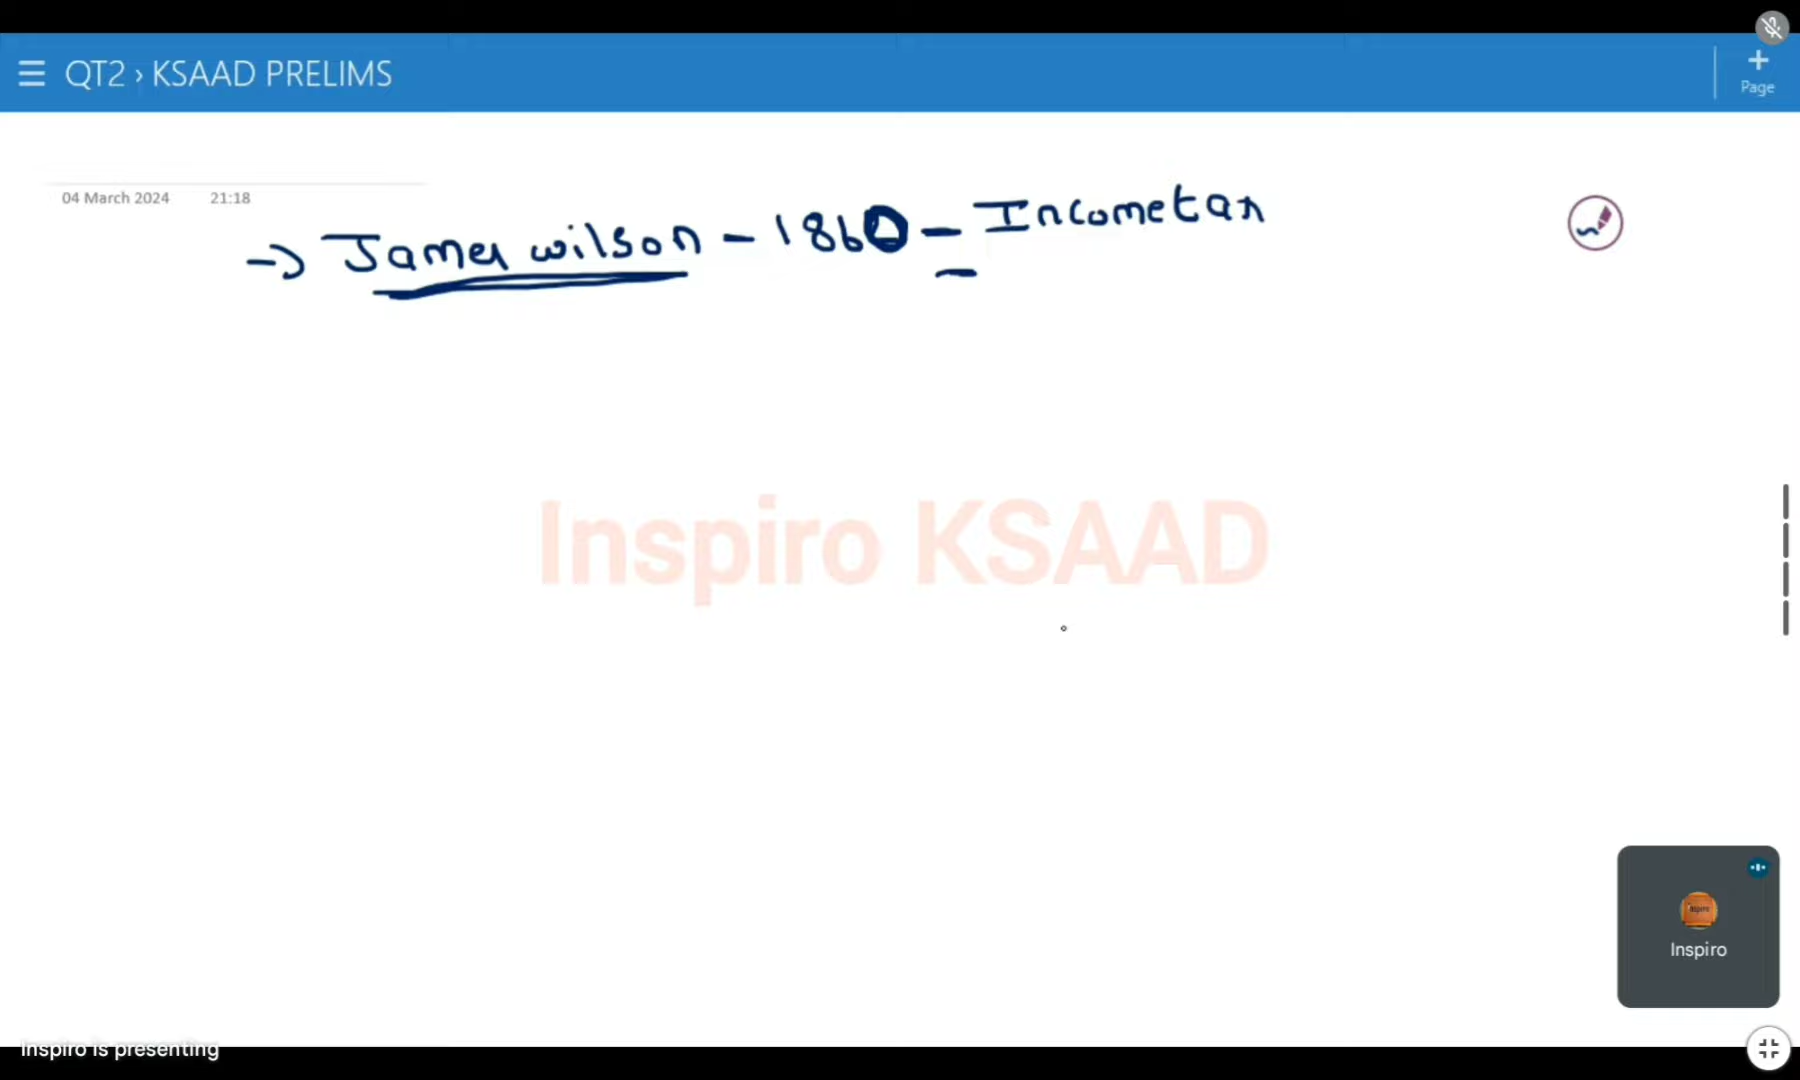 QT2 › KSAAD PRELIMS
+
Page
04 March 2024 21:18
→ James wilson - 1860 - Incometax
Inspiro KSAAD
Inspiro
Inspiro
Inspiro is presenting